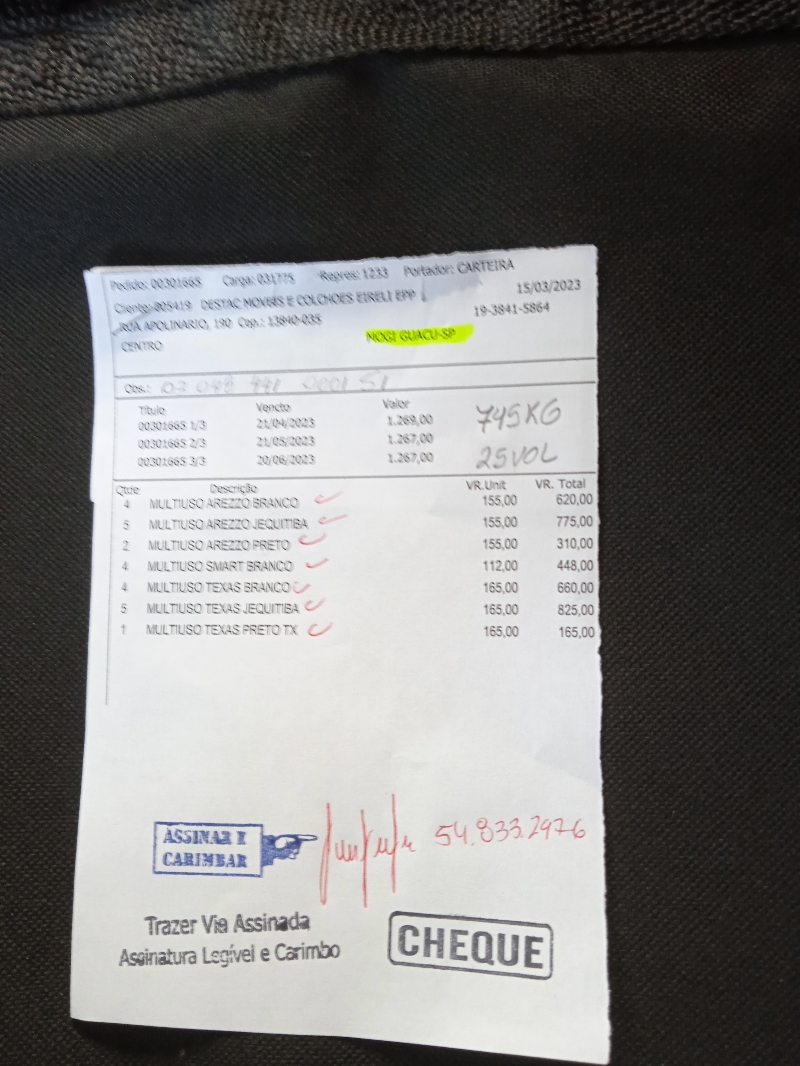 Pedido: 00301665 Carga: 031775 Repres: 1233 Portador: CARTEIRA
Cliente: 805419 DESTAC MOVEIS E COLCHOES EIRELI EPP 15/03/2023
RUA APOLINARIO, 190 Cep.: 13840-035 19-3841-5864
CENTRO MOGI GUACU-SP
Obs.:
Título Vencto Valor
00301665 1/3 21/04/2023 1.269,00 745KG
00301665 2/3 21/05/2023 1.267,00
00301665 3/3 20/06/2023 1.267,00 25VOL
Qtde Descrição VR.Unit VR. Total
4 MULTIUSO AREZZO BRANCO 155,00 620,00
5 MULTIUSO AREZZO JEQUITIBA 155,00 775,00
2 MULTIUSO AREZZO PRETO 155,00 310,00
4 MULTIUSO SMART BRANCO 112,00 448,00
4 MULTIUSO TEXAS BRANCO 165,00 660,00
5 MULTIUSO TEXAS JEQUITIBA 165,00 825,00
1 MULTIUSO TEXAS PRETO TX 165,00 165,00
ASSINAR E
CARIMBAR
54.833.2976
Trazer Via Assinada
Assinatura Legível e Carimbo
CHEQUE